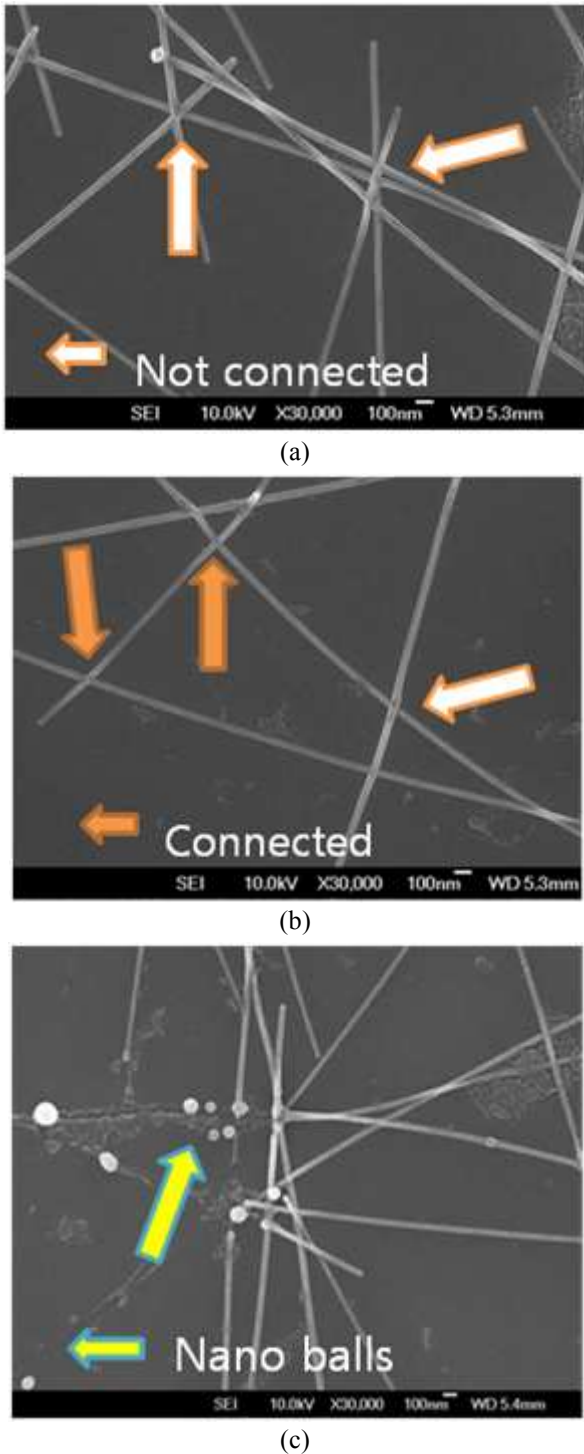 Not connected
SEI 10.0kV X30,000 100nm WD 5.3mm
(a)
Connected
SEI 10.0kV X30,000 100nm WD 5.3mm
(b)
Nano balls
SEI 10.0kV X30,000 100nm WD 5.4mm
(c)